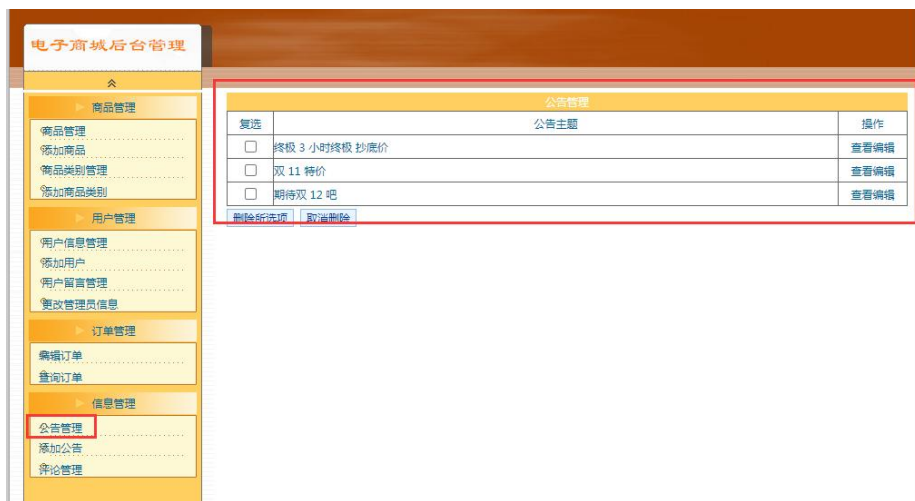 电子商城后台管理
商品管理
商品管理
添加商品
商品类别管理
添加商品类别
用户管理
用户信息管理
添加用户
用户留言管理
更改管理员信息
订单管理
编辑订单
查询订单
信息管理
公告管理
添加公告
评论管理
公告管理
复选 公告主题 操作
终极 3 小时终极 抄底价 查看编辑
双 11 特价 查看编辑
期待双 12 吧 查看编辑
删除所选项 取消删除